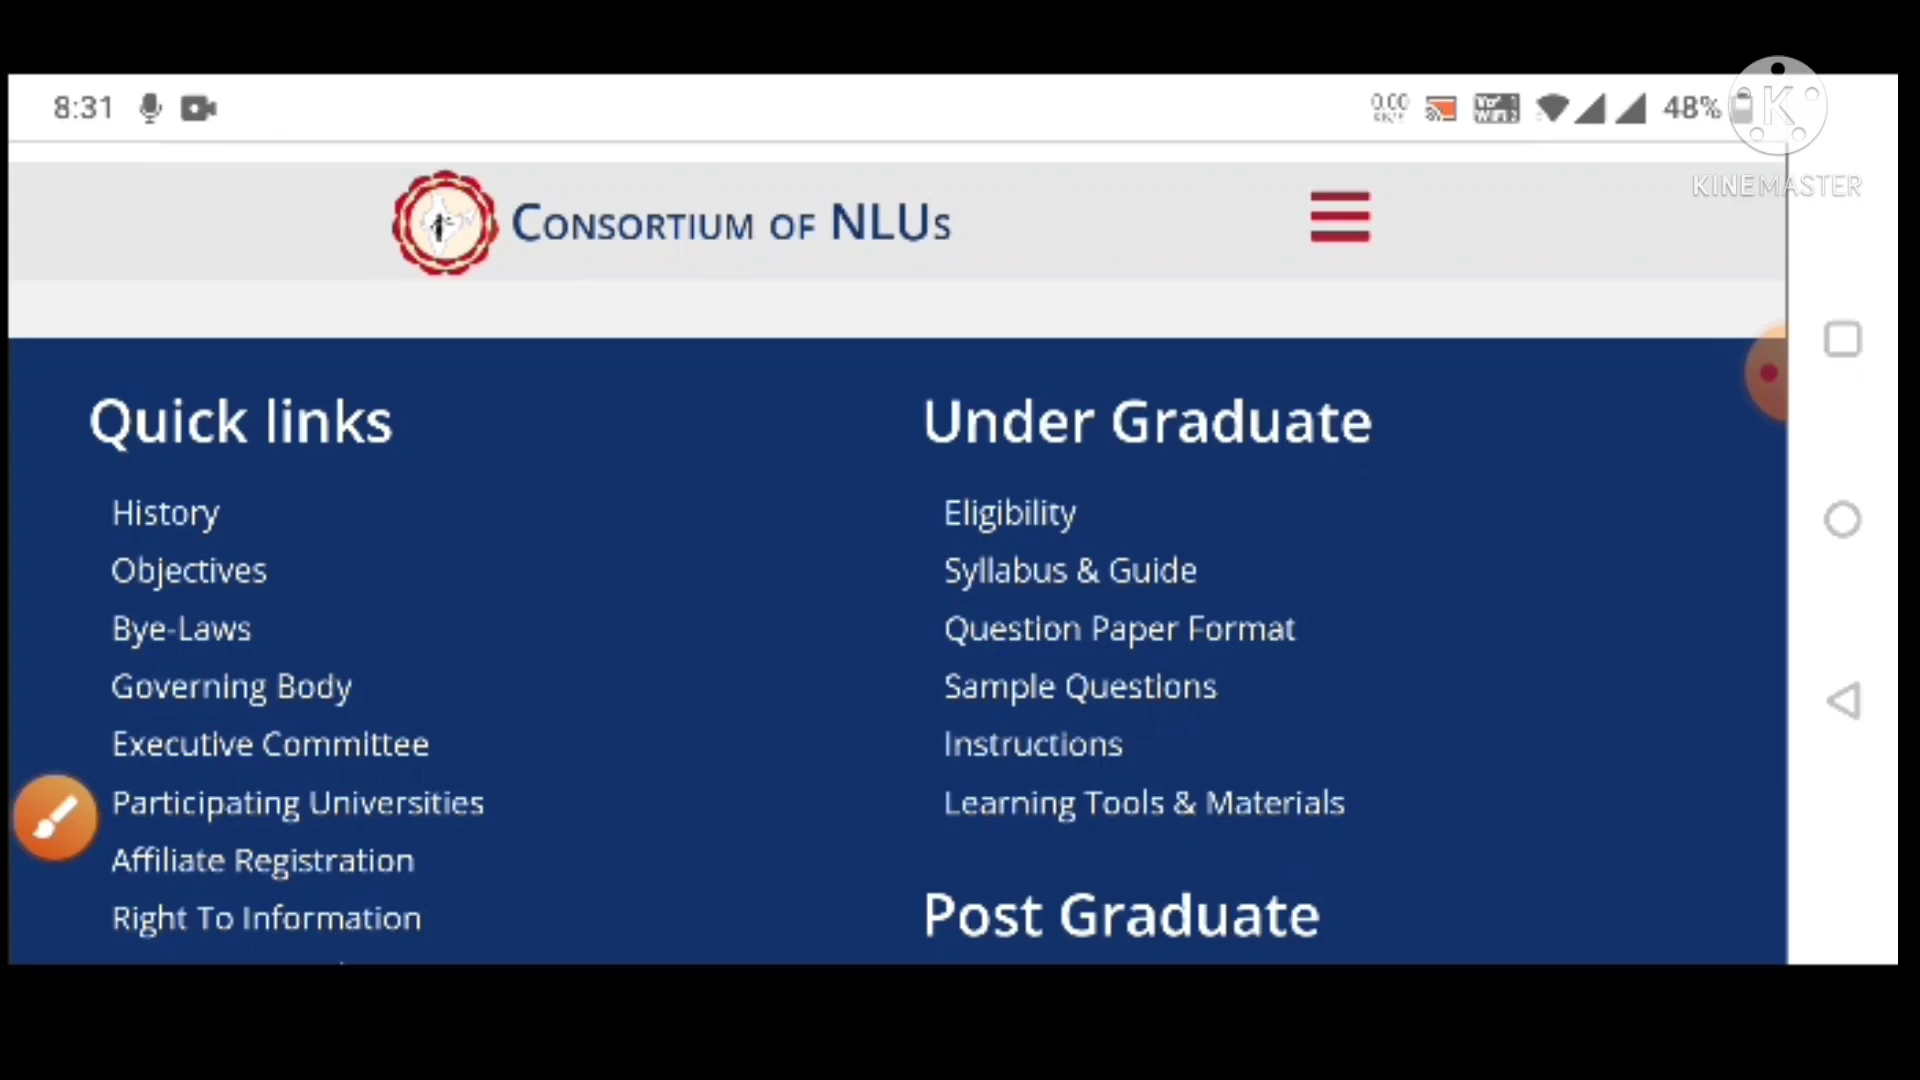 8:31
0.00
48%
KINEMASTER
CONSORTIUM OF NLUS
Quick links
History
Objectives
Bye-Laws
Governing Body
Executive Committee
Participating Universities
Affiliate Registration
Right To Information
Under Graduate
Eligibility
Syllabus & Guide
Question Paper Format
Sample Questions
Instructions
Learning Tools & Materials
Post Graduate